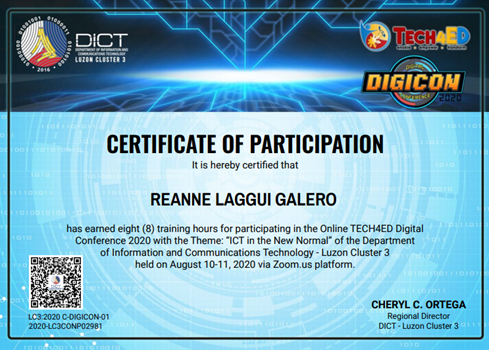 DICT
DEPARTMENT OF INFORMATION AND
COMMUNICATIONS TECHNOLOGY
LUZON CLUSTER 3
2016
TECH4ED
DIGICON
2020
CERTIFICATE OF PARTICIPATION
It is hereby certified that
REANNE LAGGUI GALERO
has earned eight (8) training hours for participating in the Online TECH4ED Digital
Conference 2020 with the Theme: “ICT in the New Normal” of the Department
of Information and Communications Technology - Luzon Cluster 3
held on August 10-11, 2020 via Zoom.us platform.
LC3:2020 C-DIGICON-01
2020-LC3CONP02981
CHERYL C. ORTEGA
Regional Director
DICT - Luzon Cluster 3